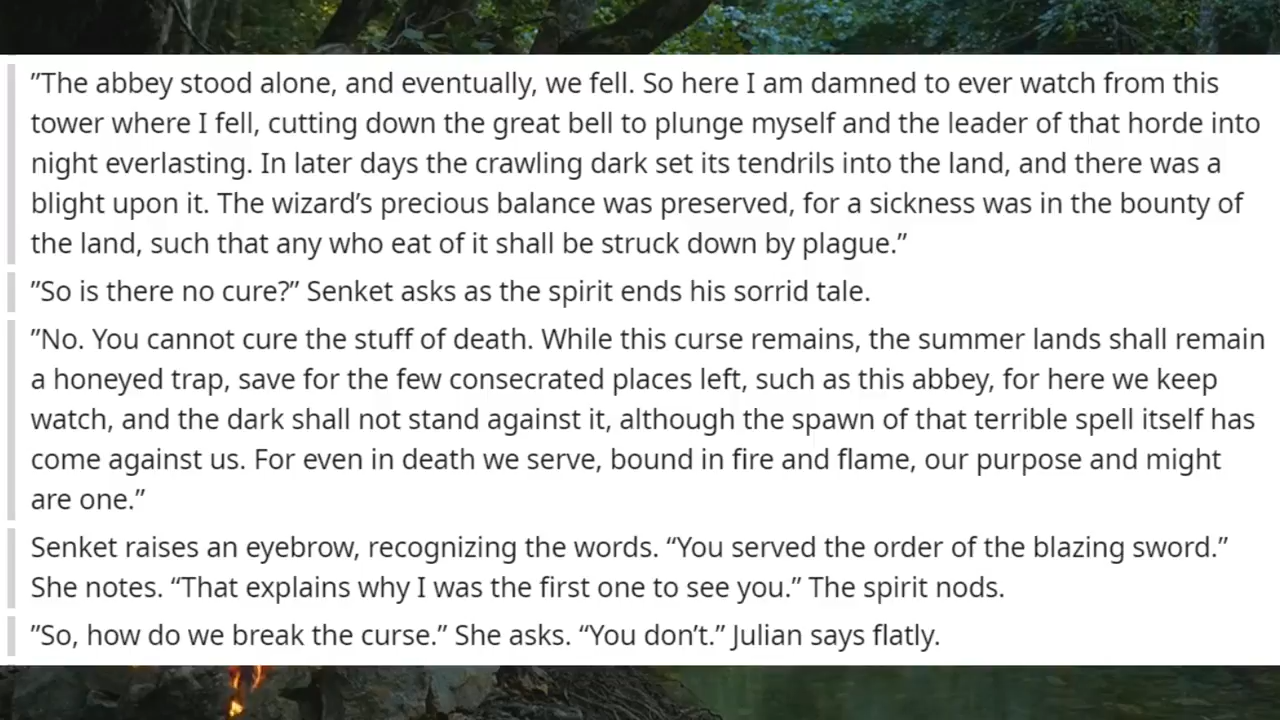 ”The abbey stood alone, and eventually, we fell. So here I am damned to ever watch from this
tower where I fell, cutting down the great bell to plunge myself and the leader of that horde into
night everlasting. In later days the crawling dark set its tendrils into the land, and there was a
blight upon it. The wizard’s precious balance was preserved, for a sickness was in the bounty of
the land, such that any who eat of it shall be struck down by plague.”
”So is there no cure?” Senket asks as the spirit ends his sorrid tale.
”No. You cannot cure the stuff of death. While this curse remains, the summer lands shall remain
a honeyed trap, save for the few consecrated places left, such as this abbey, for here we keep
watch, and the dark shall not stand against it, although the spawn of that terrible spell itself has
come against us. For even in death we serve, bound in fire and flame, our purpose and might
are one.”
Senket raises an eyebrow, recognizing the words. “You served the order of the blazing sword.”
She notes. “That explains why I was the first one to see you.” The spirit nods.
”So, how do we break the curse.” She asks. “You don’t.” Julian says flatly.